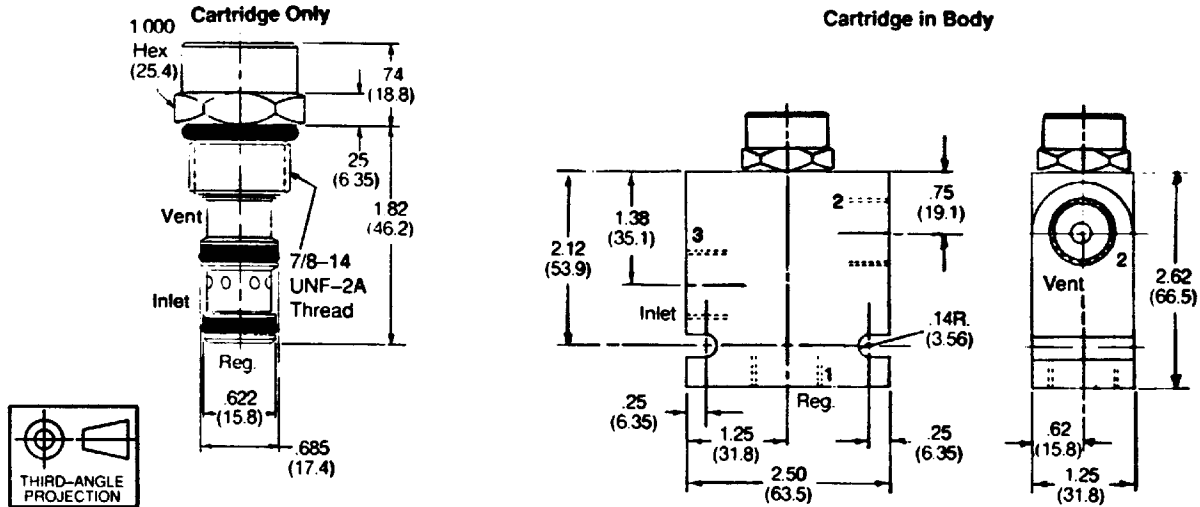 Cartridge Only
1 000
Hex
(25.4)
.74
(18.8)
.25
(6.35)
1.82
(46.2)
Vent
7/8–14
UNF–2A
Thread
Inlet
Reg.
.622
(15.8)
.685
(17.4)
THIRD–ANGLE
PROJECTION
Cartridge in Body
2.12
(53.9)
1.38
(35.1)
.75
(19.1)
2
3
Inlet
.14R.
(3.56)
1
Reg.
.25
(6.35)
1.25
(31.8)
.25
(6.35)
2.50
(63.5)
2
Vent
2.62
(66.5)
.62
(15.8)
1.25
(31.8)